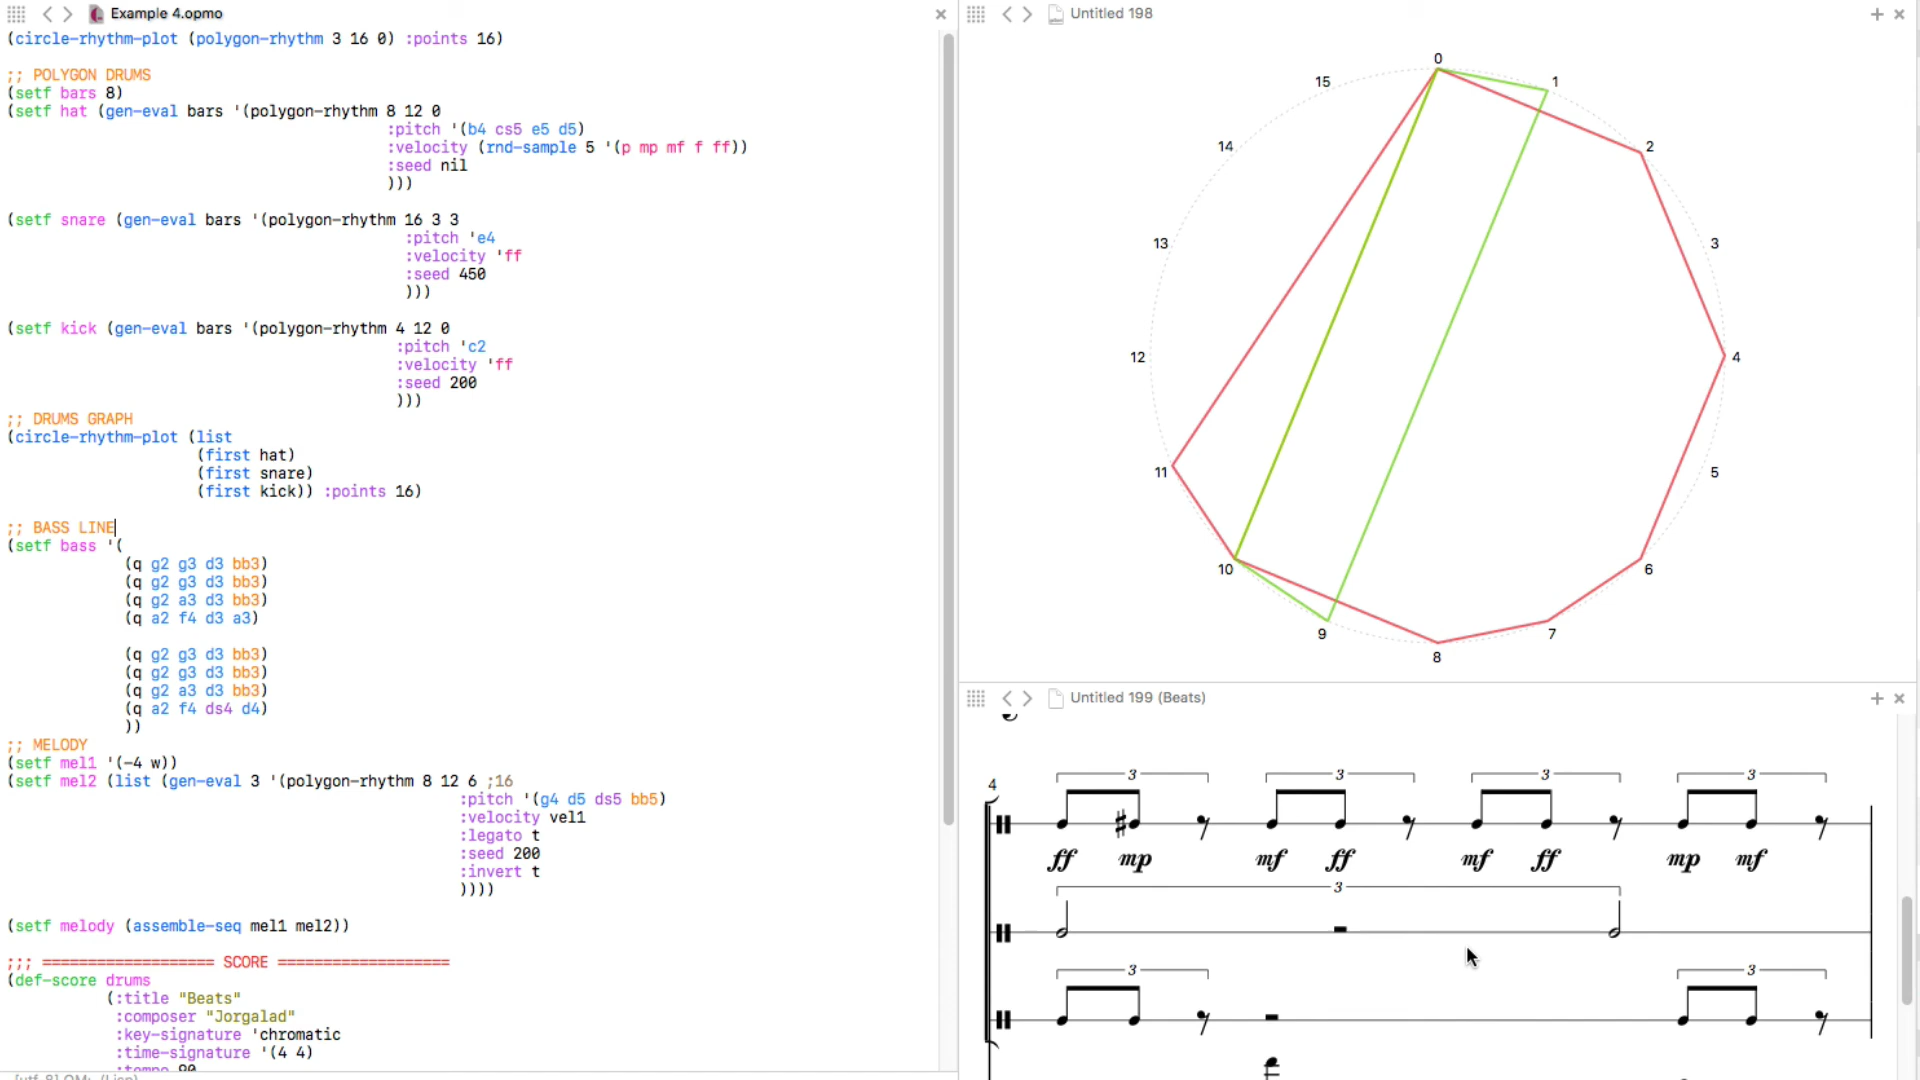 Example 4.opmo
(circle-rhythm-plot (polygon-rhythm 3 16 0) :points 16)
;; POLYGON DRUMS
(setf bars 8)
(setf hat (gen-eval bars '(polygon-rhythm 8 12 0
:pitch '(b4 cs5 e5 d5)
:velocity (rnd-sample 5 '(p mp mf f ff))
:seed nil
)))
(setf snare (gen-eval bars '(polygon-rhythm 16 3 3
:pitch 'e4
:velocity 'ff
:seed 450
)))
(setf kick (gen-eval bars '(polygon-rhythm 4 12 0
:pitch 'c2
:velocity 'ff
:seed 200
)))
;; DRUMS GRAPH
(circle-rhythm-plot (list
(first hat)
(first snare)
(first kick)) :points 16)
;; BASS LINE
(setf bass '(
(q g2 g3 d3 bb3)
(q g2 g3 d3 bb3)
(q g2 a3 d3 bb3)
(q a2 f4 d3 a3)
(q g2 g3 d3 bb3)
(q g2 g3 d3 bb3)
(q g2 a3 d3 bb3)
(q a2 f4 ds4 d4)
))
;; MELODY
(setf mel1 '(-4 w))
(setf mel2 (list (gen-eval 3 '(polygon-rhythm 8 12 6 ;16
:pitch '(g4 d5 ds5 bb5)
:velocity vel1
:legato t
:seed 200
:invert t
))))
(setf melody (assemble-seq mel1 mel2))
;;; =================== SCORE ===================
(def-score drums
(:title "Beats"
:composer "Jorgalad"
:key-signature 'chromatic
:time-signature '(4 4)
:tempo 90
Untitled 198
0
15 1
14 2
13 3
12 4
11 5
10 6
9 7
8
Untitled 199 (Beats)
4
3 3 3 3
ff mp mf ff mf ff mp mf
3
3 3